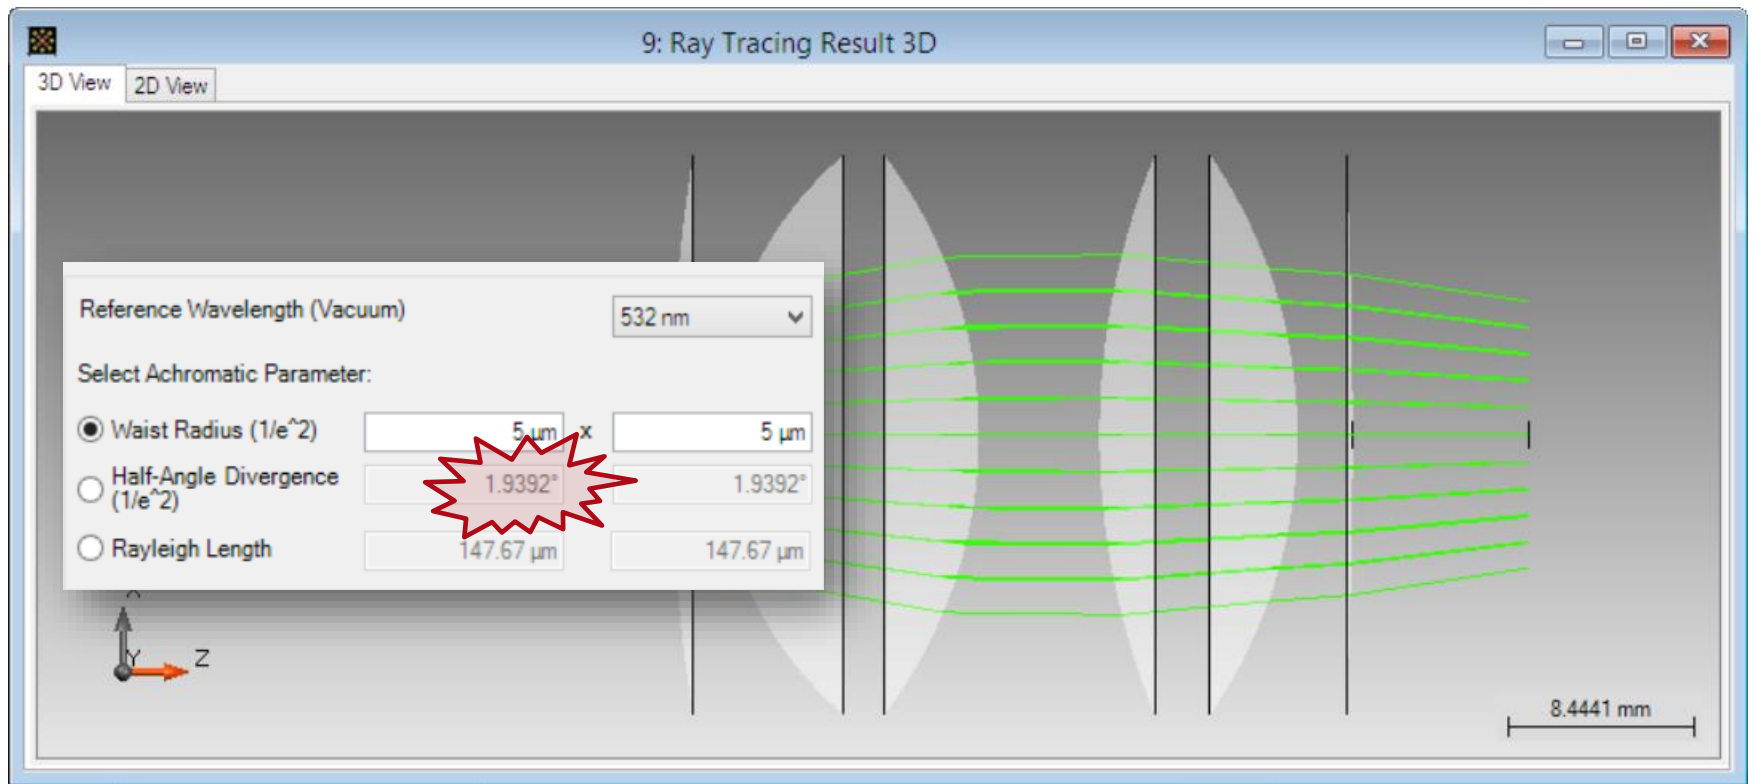 9: Ray Tracing Result 3D
3D View 2D View
Reference Wavelength (Vacuum) 532 nm
Select Achromatic Parameter:
Waist Radius (1/e^2) 5 µm x 5 µm
Half-Angle Divergence
(1/e^2) 1.9392° 1.9392°
Rayleigh Length 147.67 µm 147.67 µm
Y Z
8.4441 mm